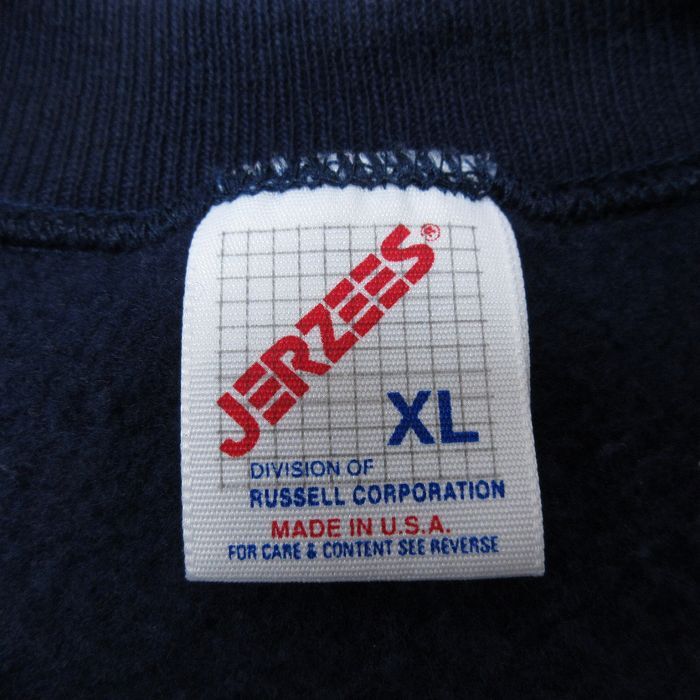 JERZEES®
XL
DIVISION OF
RUSSELL CORPORATION
MADE IN U.S.A.
FOR CARE & CONTENT SEE REVERSE